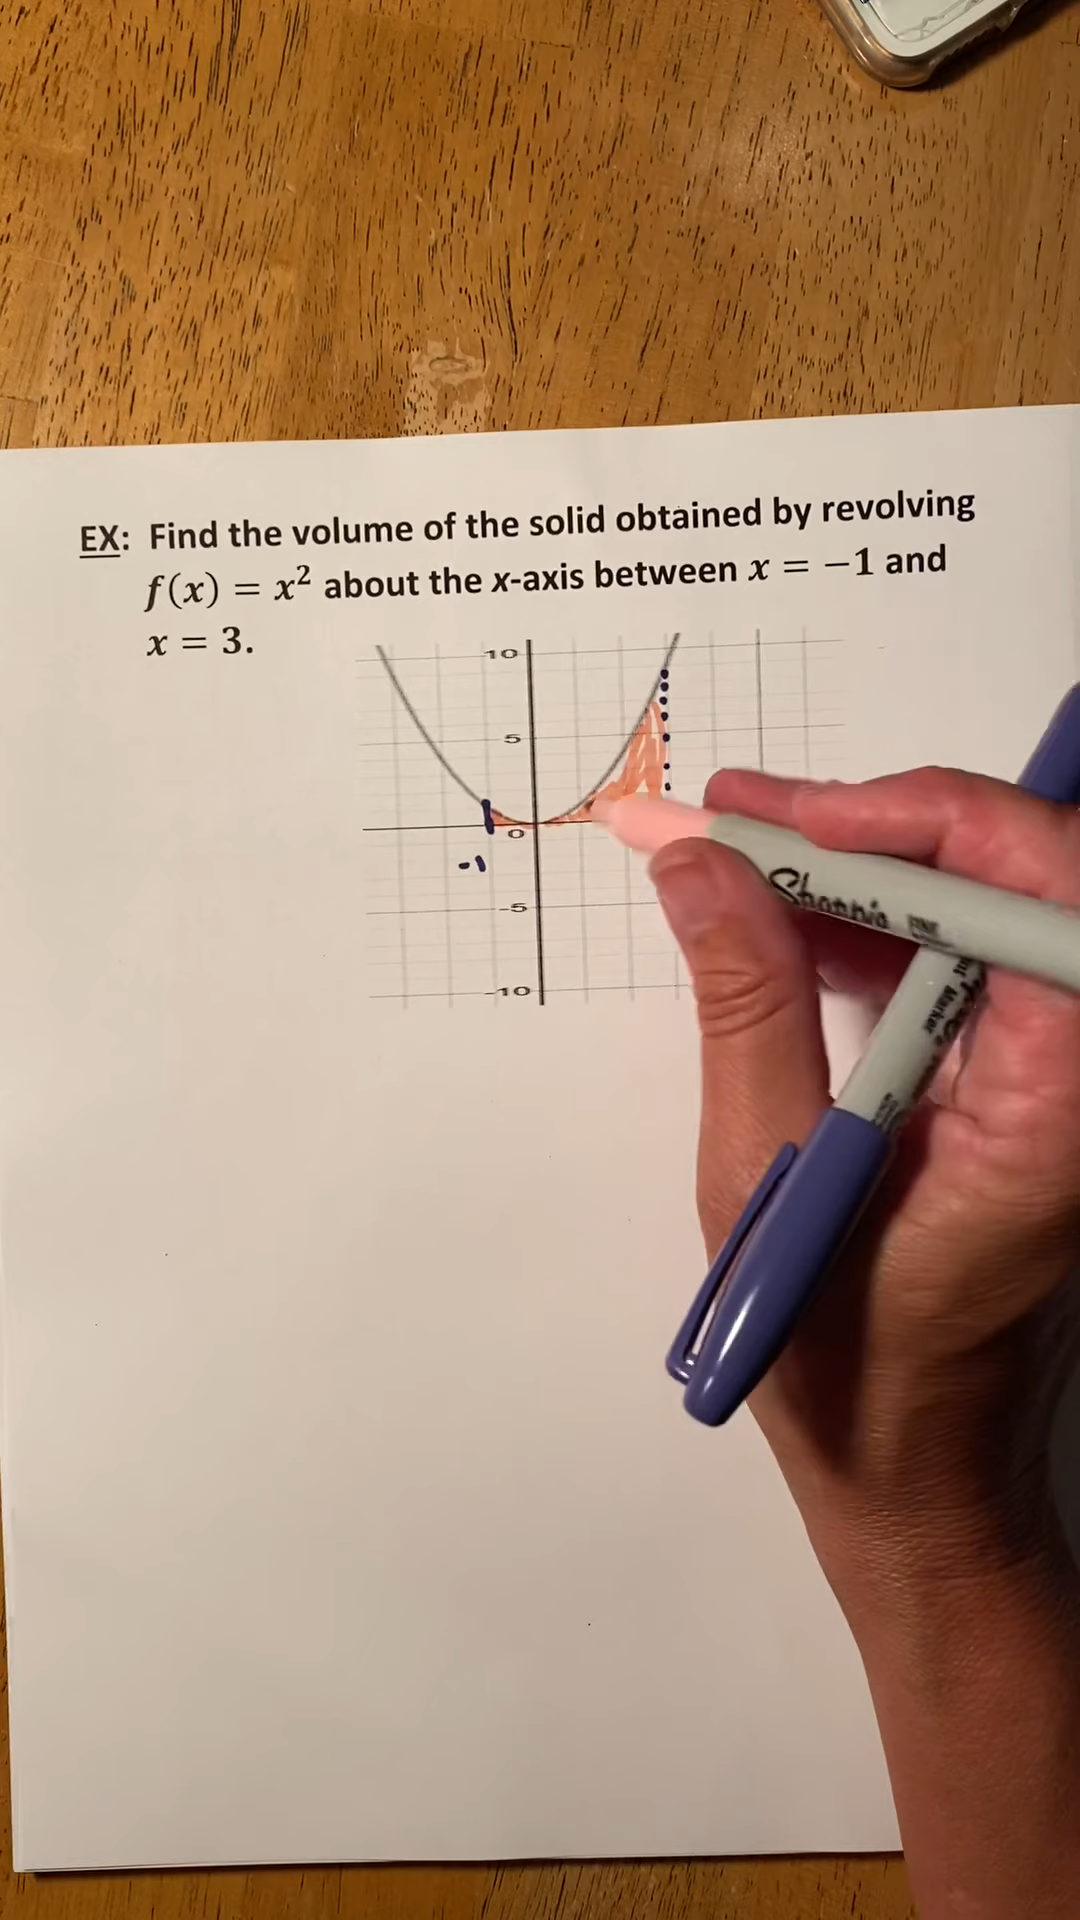 EX: Find the volume of the solid obtained by revolving
f(x) = x² about the x-axis between x = −1 and
x = 3.
10
5
0
-1
-5
-10
Sharpie
Marker